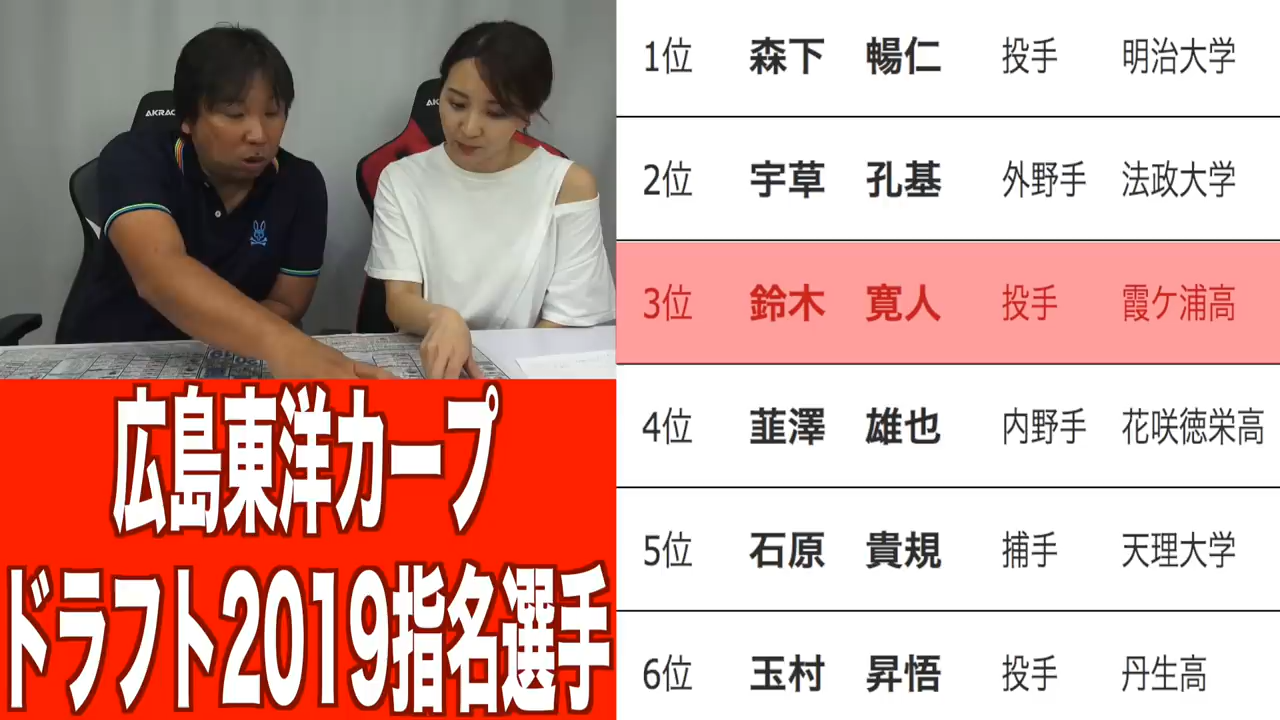 AKRAC
AK
広島東洋カープ
ドラフト2019指名選手
1位 森下 暢仁 投手 明治大学
2位 宇草 孔基 外野手 法政大学
3位 鈴木 寛人 投手 霞ケ浦高
4位 韮澤 雄也 内野手 花咲徳栄高
5位 石原 貴規 捕手 天理大学
6位 玉村 昇悟 投手 丹生高